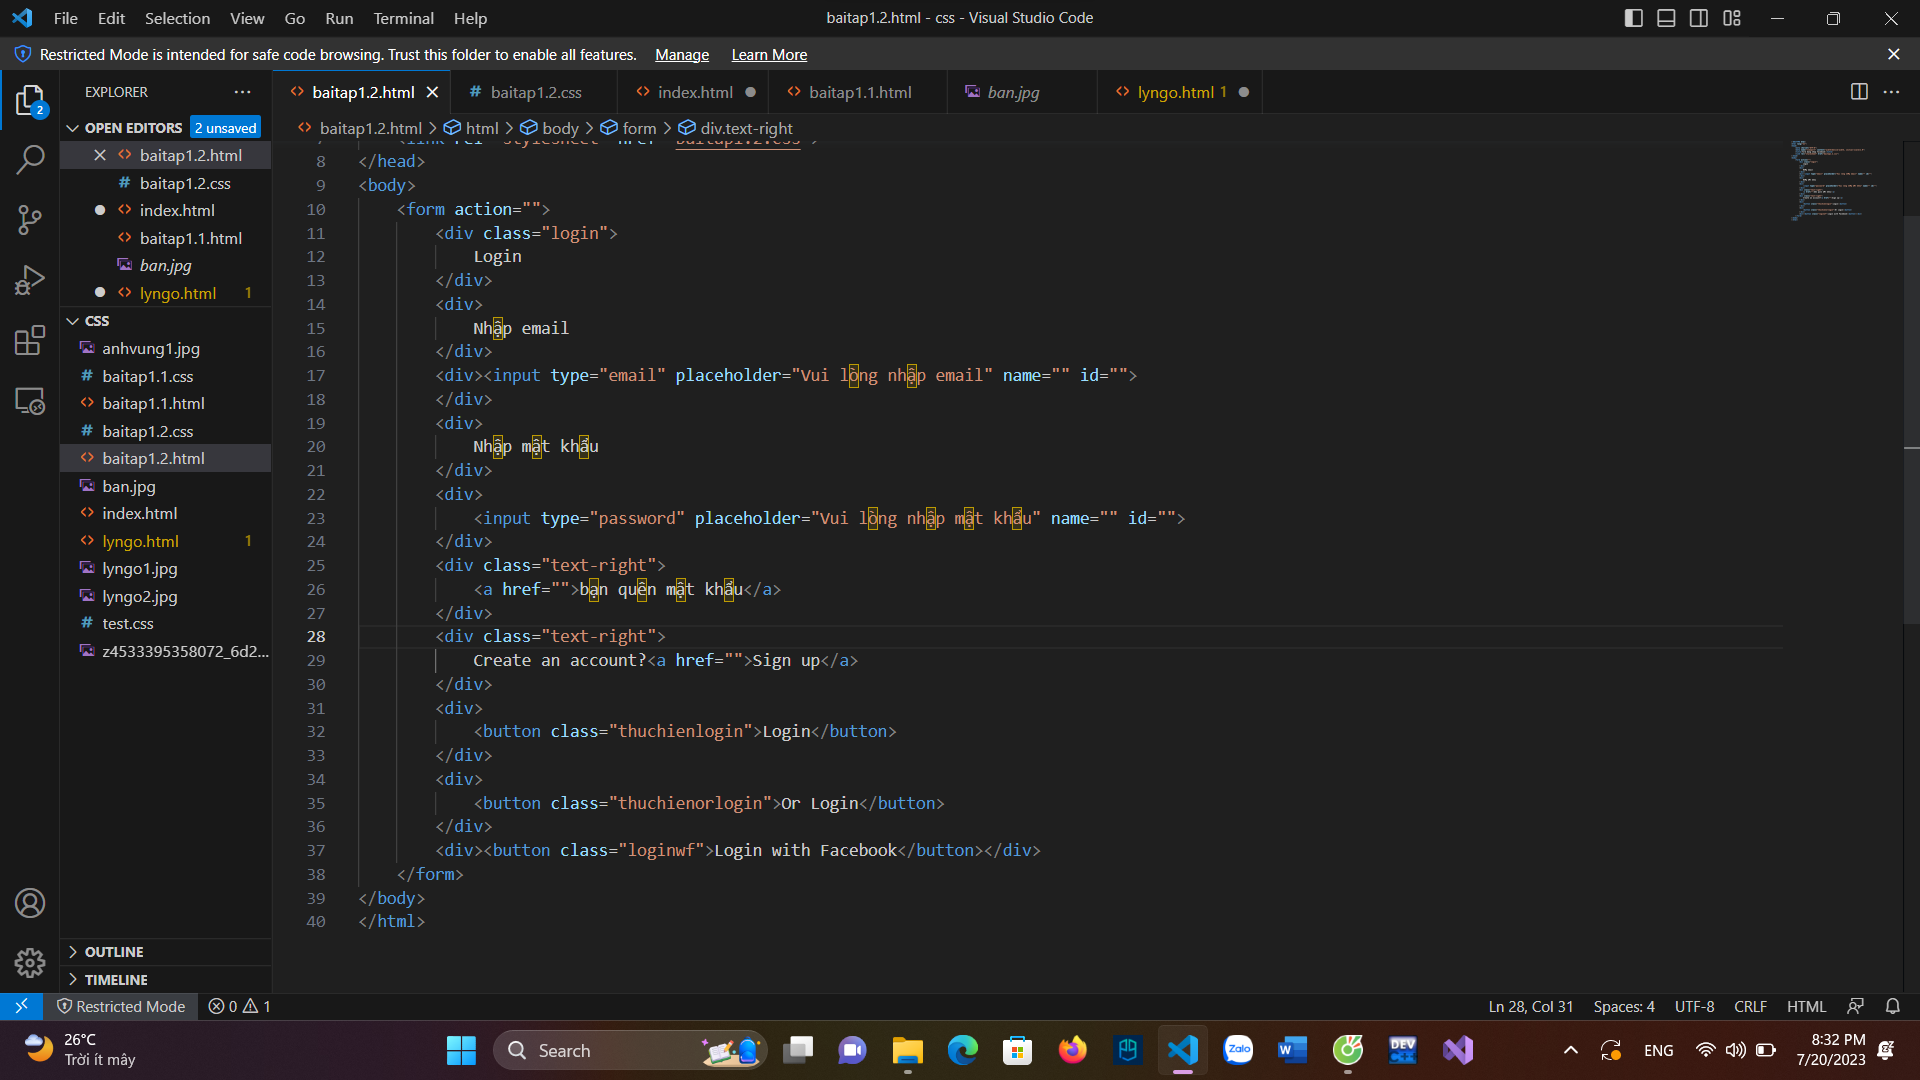 File Edit Selection View Go Run Terminal Help
baitap1.2.html - css - Visual Studio Code
Restricted Mode is intended for safe code browsing. Trust this folder to enable all features. Manage Learn More
EXPLORER
baitap1.2.html baitap1.2.css index.html baitap1.1.html ban.jpg lyngo.html 1
baitap1.2.html > html > body > form > div.text-right
OPEN EDITORS 2 unsaved
baitap1.2.html
baitap1.2.css
index.html
baitap1.1.html
ban.jpg
lyngo.html 1
CSS
anhvung1.jpg
baitap1.1.css
baitap1.1.html
baitap1.2.css
baitap1.2.html
ban.jpg
index.html
lyngo.html 1
lyngo1.jpg
lyngo2.jpg
test.css
z4533395358072_6d2...
OUTLINE
TIMELINE
8 </head>
9 <body>
10 <form action="">
11 <div class="login">
12 Login
13 </div>
14 <div>
15 Nhập email
16 </div>
17 <div><input type="email" placeholder="Vui lòng nhập email" name="" id="">
18 </div>
19 <div>
20 Nhập mật khẩu
21 </div>
22 <div>
23 <input type="password" placeholder="Vui lòng nhập mật khẩu" name="" id="">
24 </div>
25 <div class="text-right">
26 <a href="">bạn quên mật khẩu</a>
27 </div>
28 <div class="text-right">
29 Create an account?<a href="">Sign up</a>
30 </div>
31 <div>
32 <button class="thuchienlogin">Login</button>
33 </div>
34 <div>
35 <button class="thuchienorlogin">Or Login</button>
36 </div>
37 <div><button class="loginwf">Login with Facebook</button></div>
38 </form>
39 </body>
40 </html>
Restricted Mode 0 1
Ln 28, Col 31 Spaces: 4 UTF-8 CRLF HTML
26°C
Trời ít mây
Search
Zalo
DEV C++
ENG
8:32 PM
7/20/2023